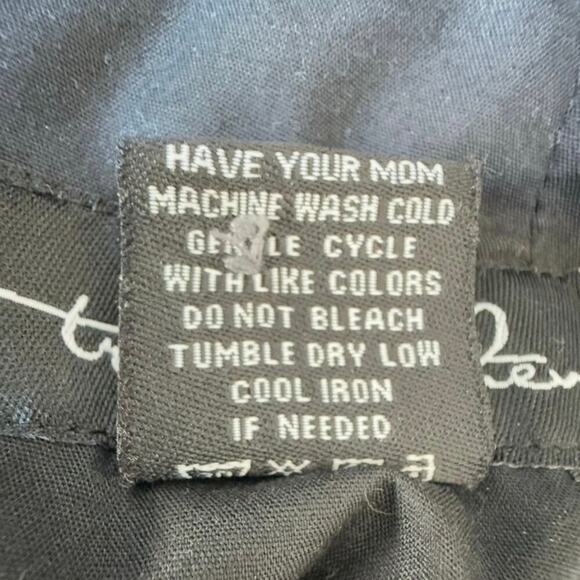 HAVE YOUR MOM
MACHINE WASH COLD
GENTLE CYCLE
WITH LIKE COLORS
DO NOT BLEACH
TUMBLE DRY LOW
COOL IRON
IF NEEDED